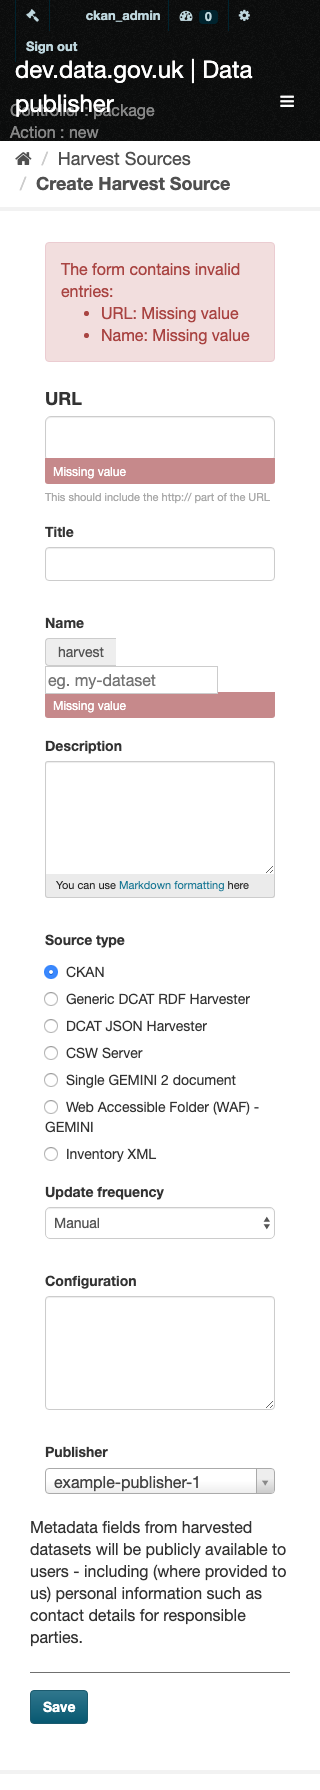 ckan_admin 0
Sign out
dev.data.gov.uk | Data
publisher
Controller : package
Action : new
/ Harvest Sources
/ Create Harvest Source
The form contains invalid
entries:
• URL: Missing value
• Name: Missing value
URL
Missing value
This should include the http:// part of the URL
Title
Name
harvest
eg. my-dataset
Missing value
Description
You can use Markdown formatting here
Source type
CKAN
Generic DCAT RDF Harvester
DCAT JSON Harvester
CSW Server
Single GEMINI 2 document
Web Accessible Folder (WAF) -
GEMINI
Inventory XML
Update frequency
Manual
Configuration
Publisher
example-publisher-1
Metadata fields from harvested
datasets will be publicly available to
users - including (where provided to
us) personal information such as
contact details for responsible
parties.
Save